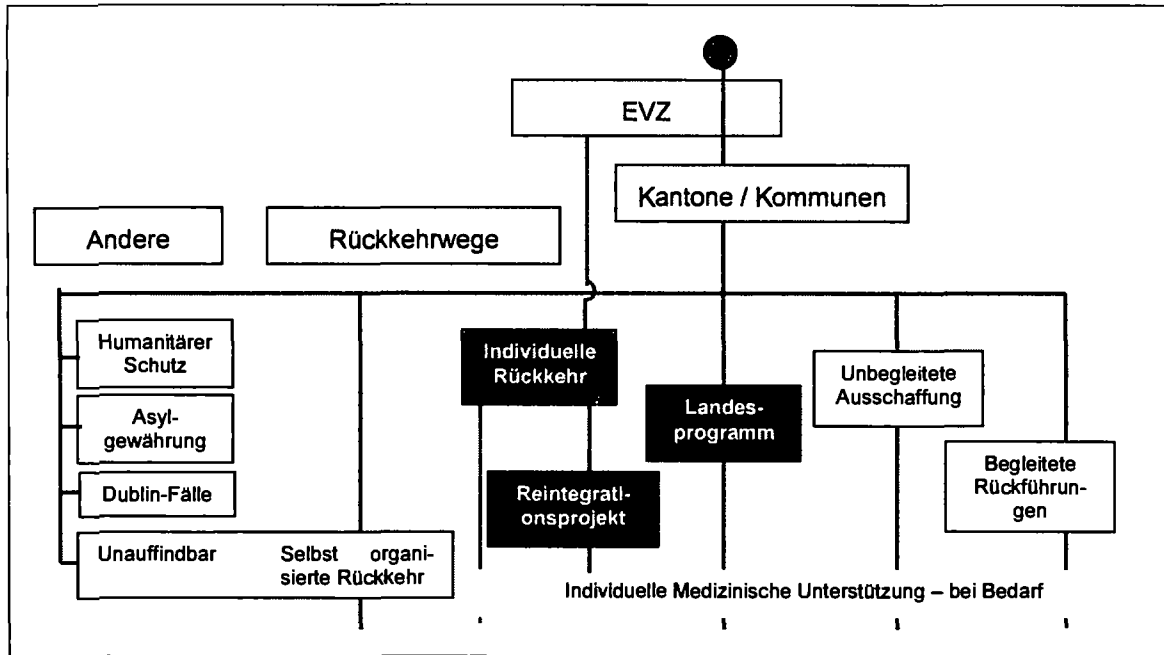 EVZ
Kantone / Kommunen
Andere
Rückkehrwege
Humanitärer
Schutz
Asyl-
gewährung
Dublin-Fälle
Unauffindbar
Selbst organi-
sierte Rückkehr
Individuelle
Rückkehr
Reintegrati-
onsprojekt
Landes-
programm
Unbegleitete
Ausschaffung
Begleitete
Rückführun-
gen
Individuelle Medizinische Unterstützung – bei Bedarf